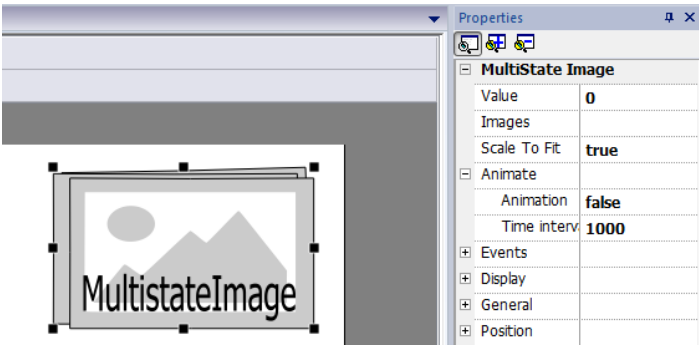 Properties
MultiState Image
Value 0
Images
Scale To Fit true
Animate
Animation false
Time interv 1000
Events
Display
General
Position
MultistateImage